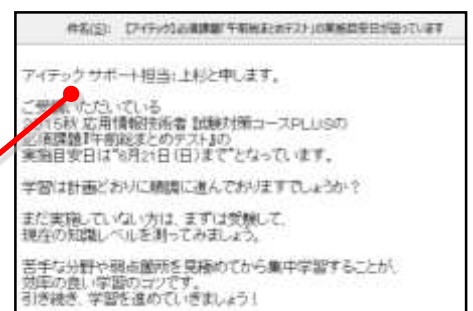 件名(S): 【アイテック】必須課題「午前総まとめテスト」の実施目安日が迫っています
アイテック サポート担当:上杉と申します。
ご受講いただいている
2015秋 応用情報技術者 試験対策コースPLUSの
必須課題『午前総まとめテスト』の
実施目安日は"6月21日(日)まで"となっています。
学習は計画どおりに順調に進んでおりますでしょうか?
まだ実施していない方は、まずは受験して、
現在の知識レベルを測ってみましょう。
苦手な分野や弱点箇所を見極めてから集中学習することが、
効率の良い学習のコツです。
引き続き、学習を進めていきましょう!